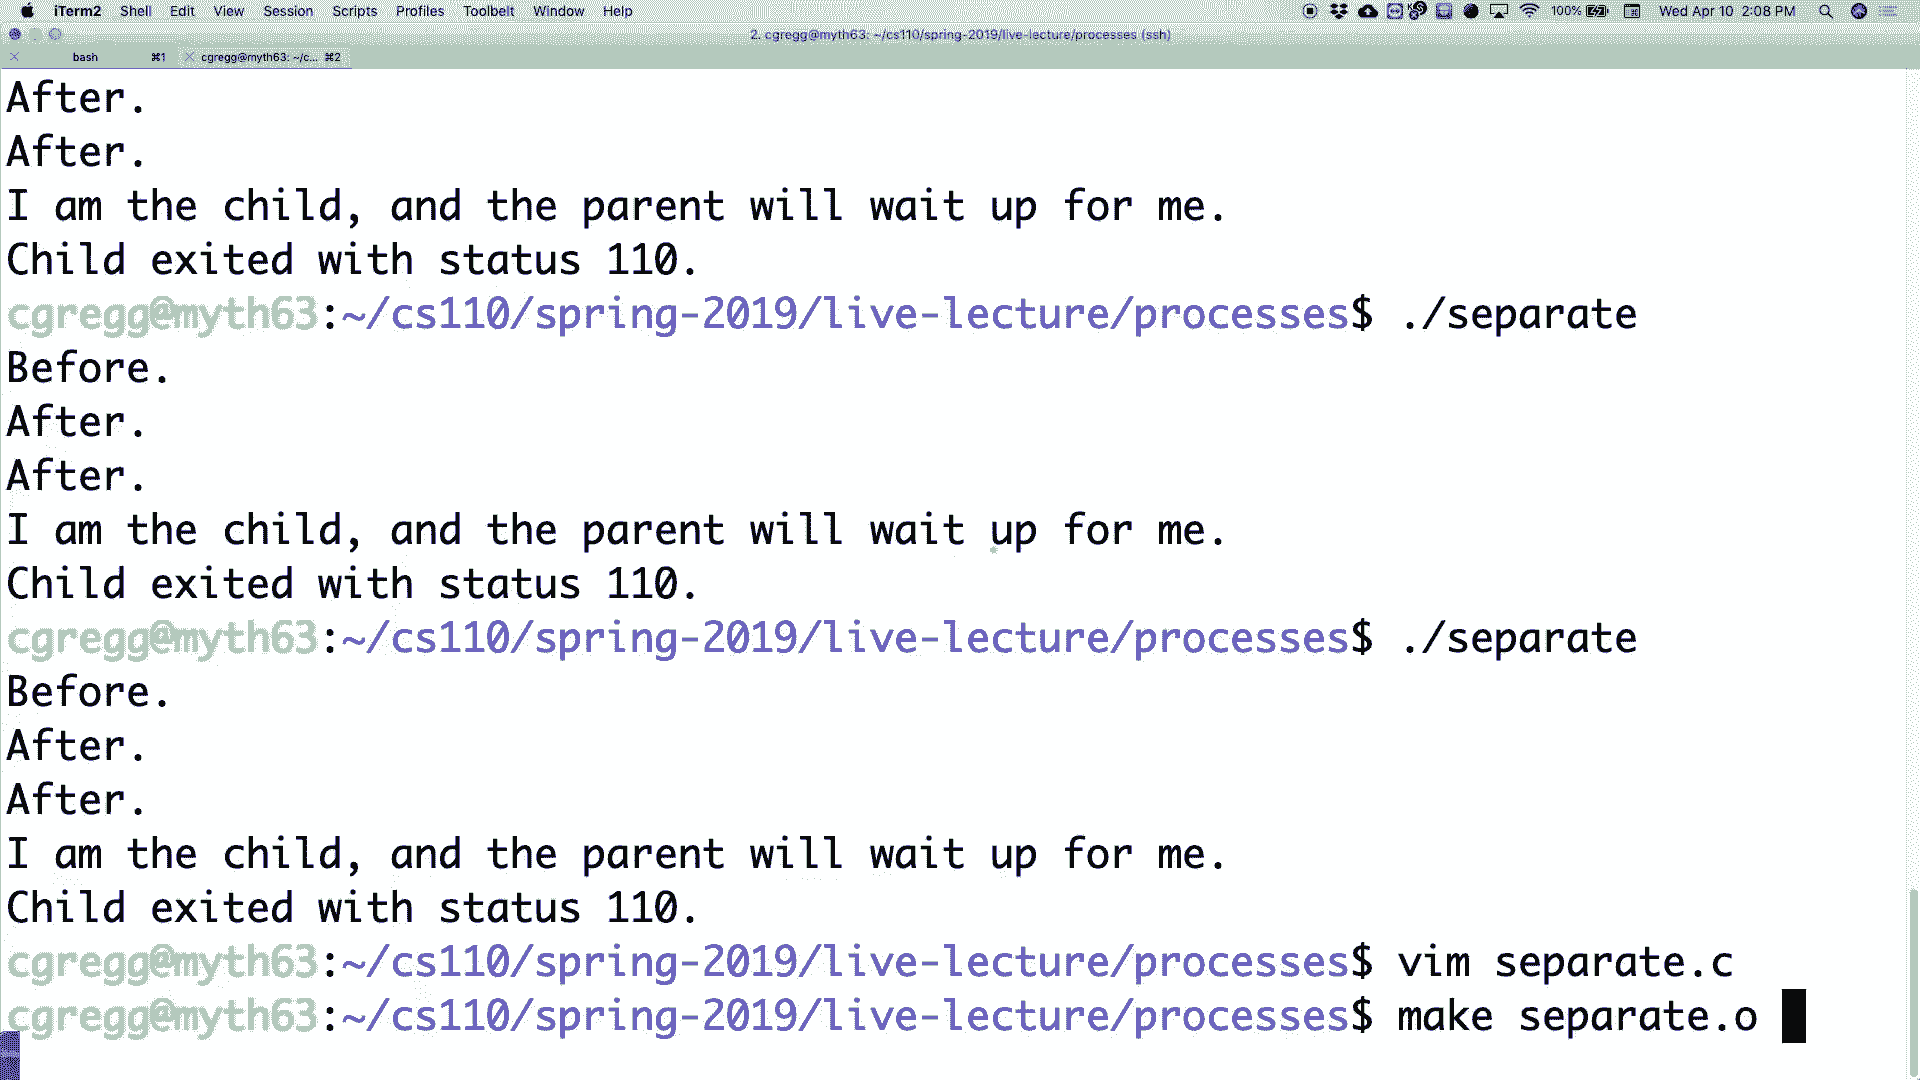 iTerm2 Shell Edit View Session Scripts Profiles Toolbelt Window Help 100% Wed Apr 10 2:08 PM
2. cgregg@myth63: ~/cs110/spring-2019/live-lecture/processes (ssh)
bash ⌘1 cgregg@myth63: ~/c... ⌘2
After.
After.
I am the child, and the parent will wait up for me.
Child exited with status 110.
cgregg@myth63:~/cs110/spring-2019/live-lecture/processes$ ./separate
Before.
After.
After.
I am the child, and the parent will wait up for me.
Child exited with status 110.
cgregg@myth63:~/cs110/spring-2019/live-lecture/processes$ ./separate
Before.
After.
After.
I am the child, and the parent will wait up for me.
Child exited with status 110.
cgregg@myth63:~/cs110/spring-2019/live-lecture/processes$ vim separate.c
cgregg@myth63:~/cs110/spring-2019/live-lecture/processes$ make separate.o